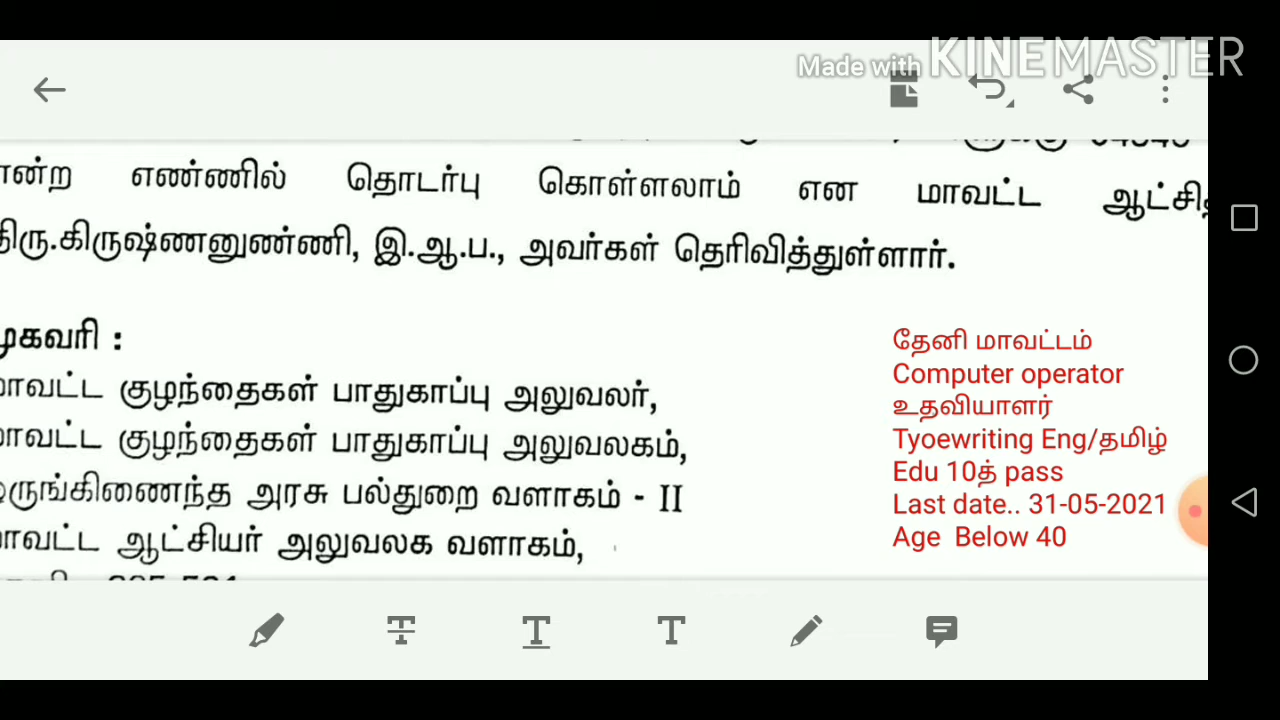 Made with KINEMASTER
என்ற எண்ணில் தொடர்பு கொள்ளலாம் என மாவட்ட
திரு.கிருஷ்ணனுண்ணி, இ.ஆ.ப., அவர்கள் தெரிவித்துள்ளார்.
முகவரி :
மாவட்ட குழந்தைகள் பாதுகாப்பு அலுவலர்,
மாவட்ட குழந்தைகள் பாதுகாப்பு அலுவலகம்,
ஒருங்கிணைந்த அரசு பல்துறை வளாகம் - II
மாவட்ட ஆட்சியர் அலுவலக வளாகம்,
தேனி மாவட்டம்
Computer operator
உதவியாளர்
Tyoewriting Eng/தமிழ்
Edu 10த் pass
Last date.. 31-05-2021
Age Below 40